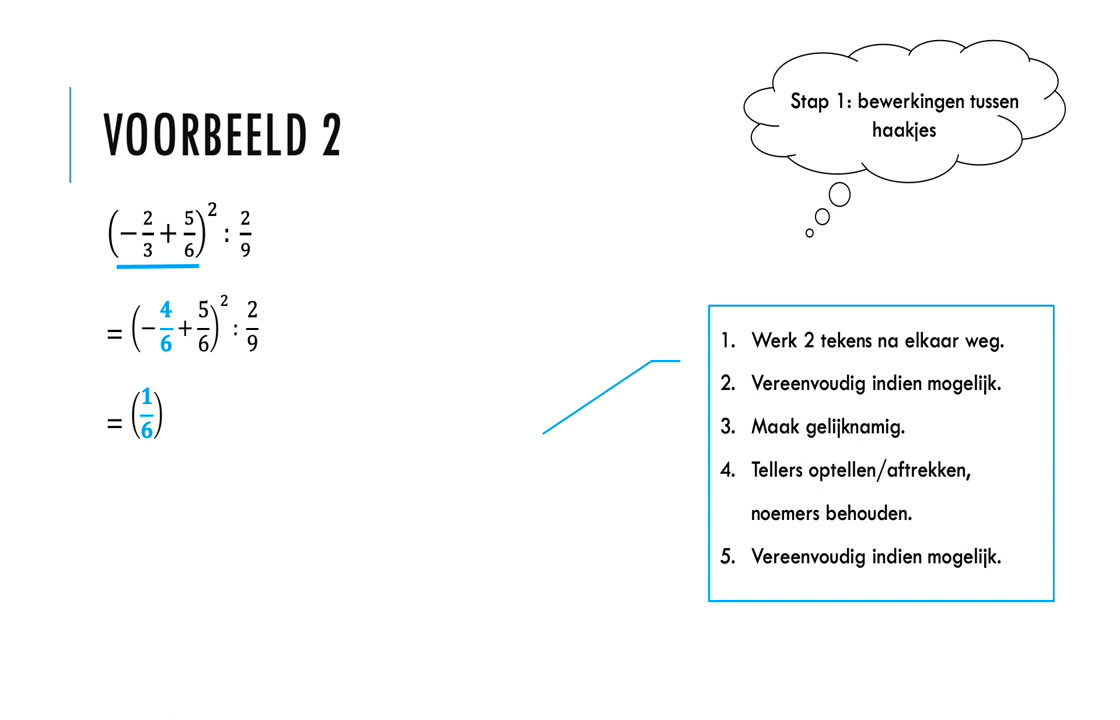 Stap 1: bewerkingen tussen
haakjes
VOORBEELD 2
(−2/3+5/6)² : 2/9
= (−4/6+5/6)² : 2/9
= (1/6)
1. Werk 2 tekens na elkaar weg.
2. Vereenvoudig indien mogelijk.
3. Maak gelijknamig.
4. Tellers optellen/aftrekken,
noemers behouden.
5. Vereenvoudig indien mogelijk.